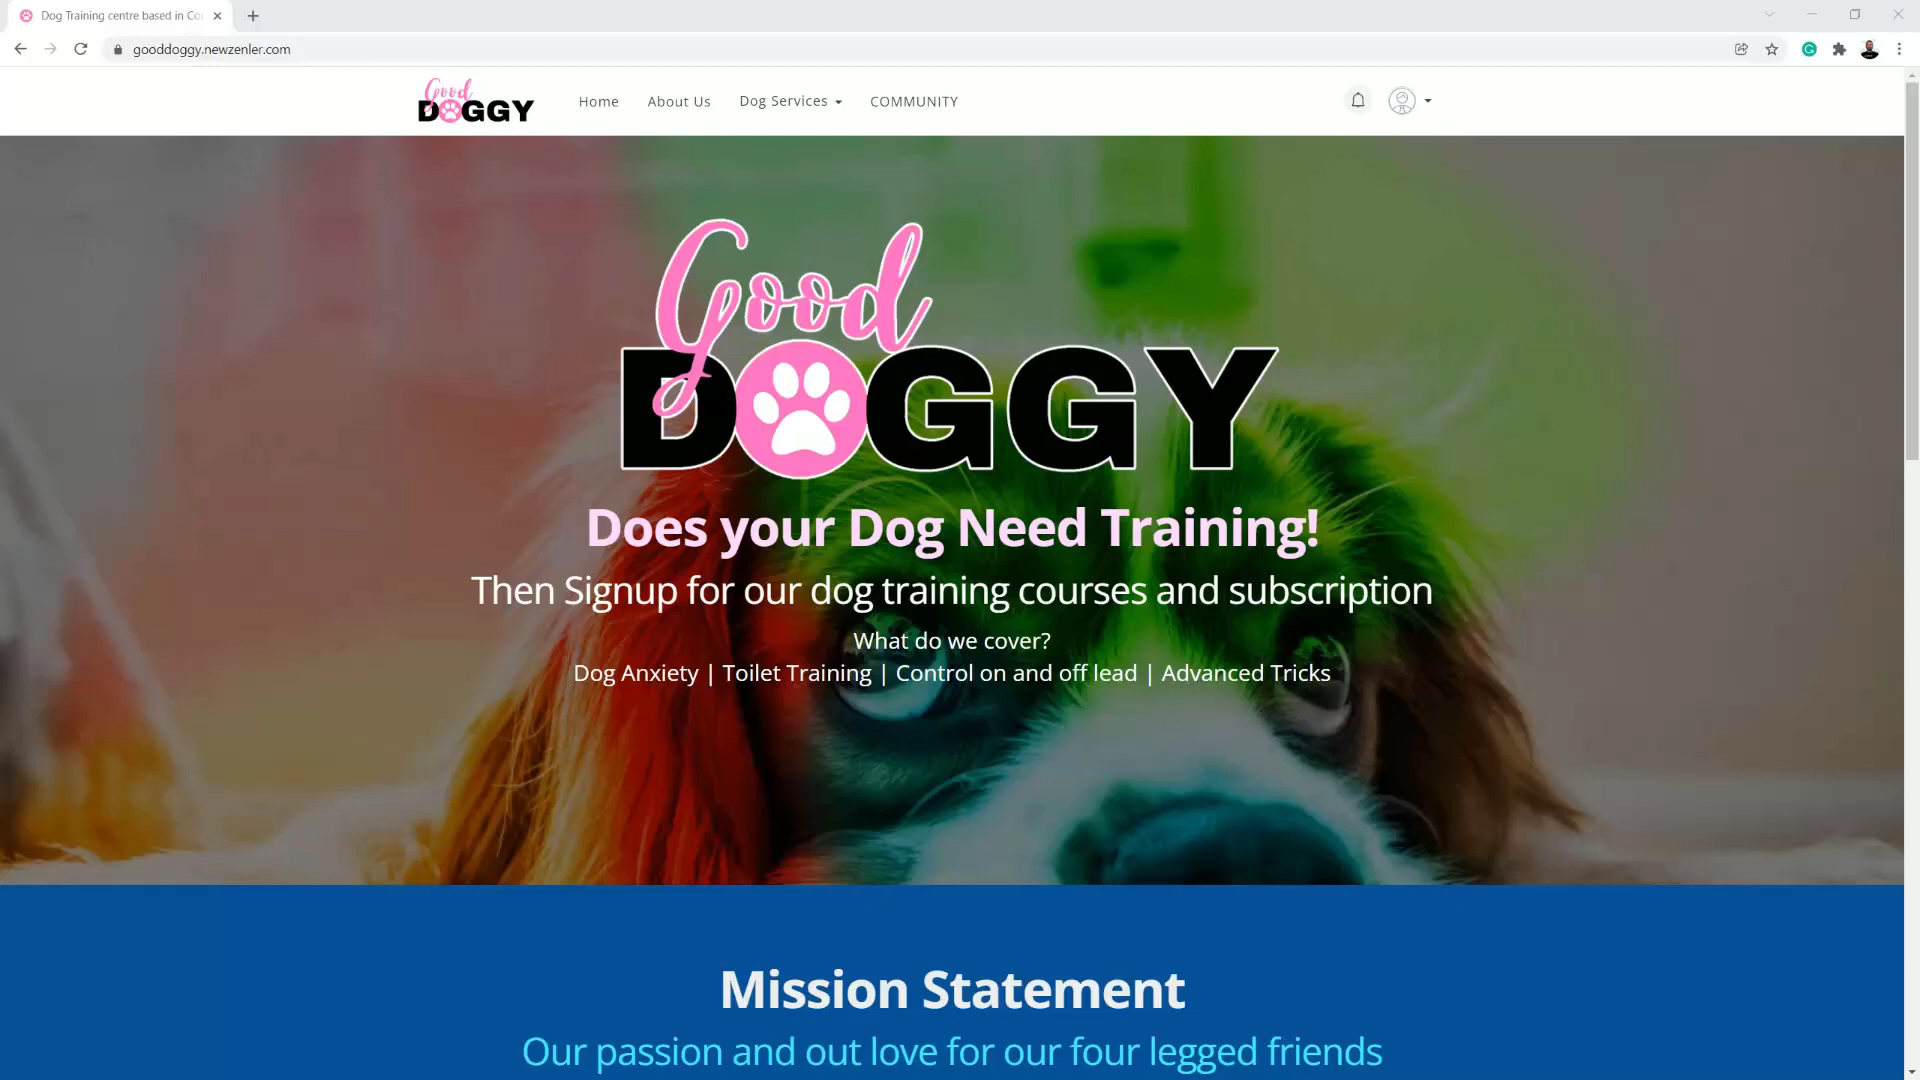 Dog Training centre based in Co
gooddoggy.newzenler.com
Good
DOGGY
Home
About Us
Dog Services
COMMUNITY
Good
DOGGY
Does your Dog Need Training!
Then Signup for our dog training courses and subscription
What do we cover?
Dog Anxiety | Toilet Training | Control on and off lead | Advanced Tricks
Mission Statement
Our passion and out love for our four legged friends